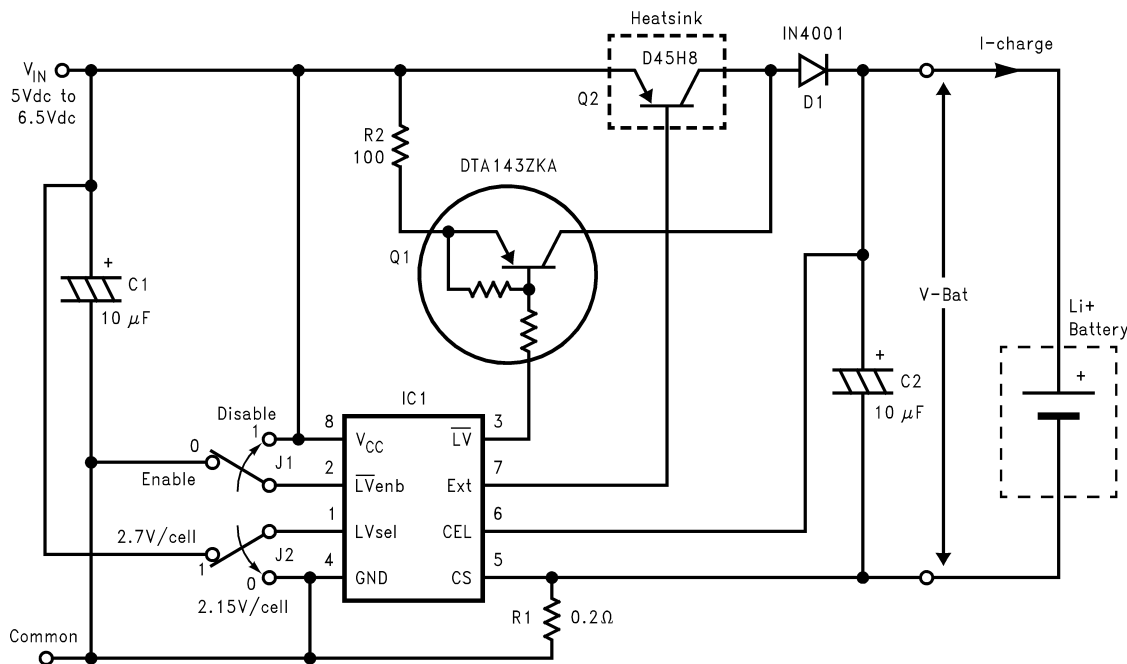 Heatsink
IN4001
I-charge
D45H8
V_IN
5Vdc to
6.5Vdc
Q2
D1
R2
100
DTA143ZKA
Q1
+
C1
10 μF
V-Bat
Li+
Battery
+
+
C2
10 μF
IC1
Disable
1
8
V_CC
L̅V̅
3
0
J1
Enable
2
L̅V̅enb
Ext
7
2.7V/cell
1
LVsel
CEL
6
1
J2
0
4
GND
CS
5
2.15V/cell
R1
0.2Ω
Common